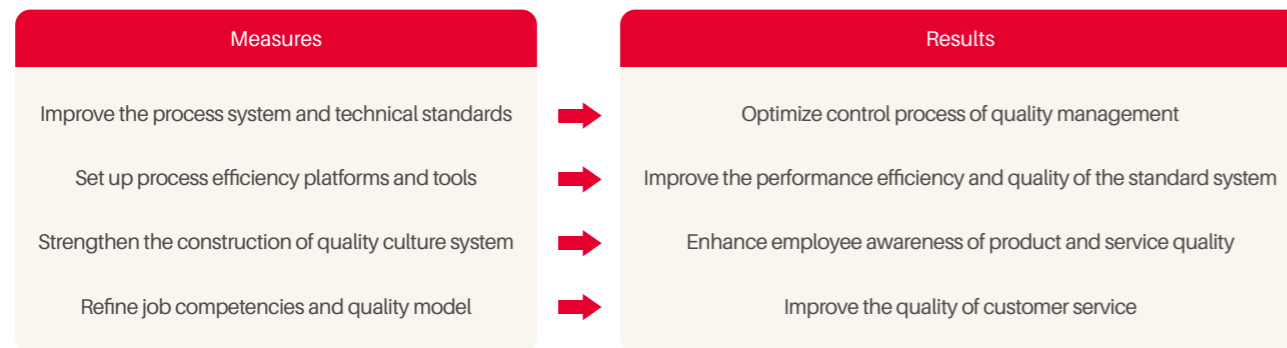 Measures
Results
Improve the process system and technical standards
Optimize control process of quality management
Set up process efficiency platforms and tools
Improve the performance efficiency and quality of the standard system
Strengthen the construction of quality culture system
Enhance employee awareness of product and service quality
Refine job competencies and quality model
Improve the quality of customer service